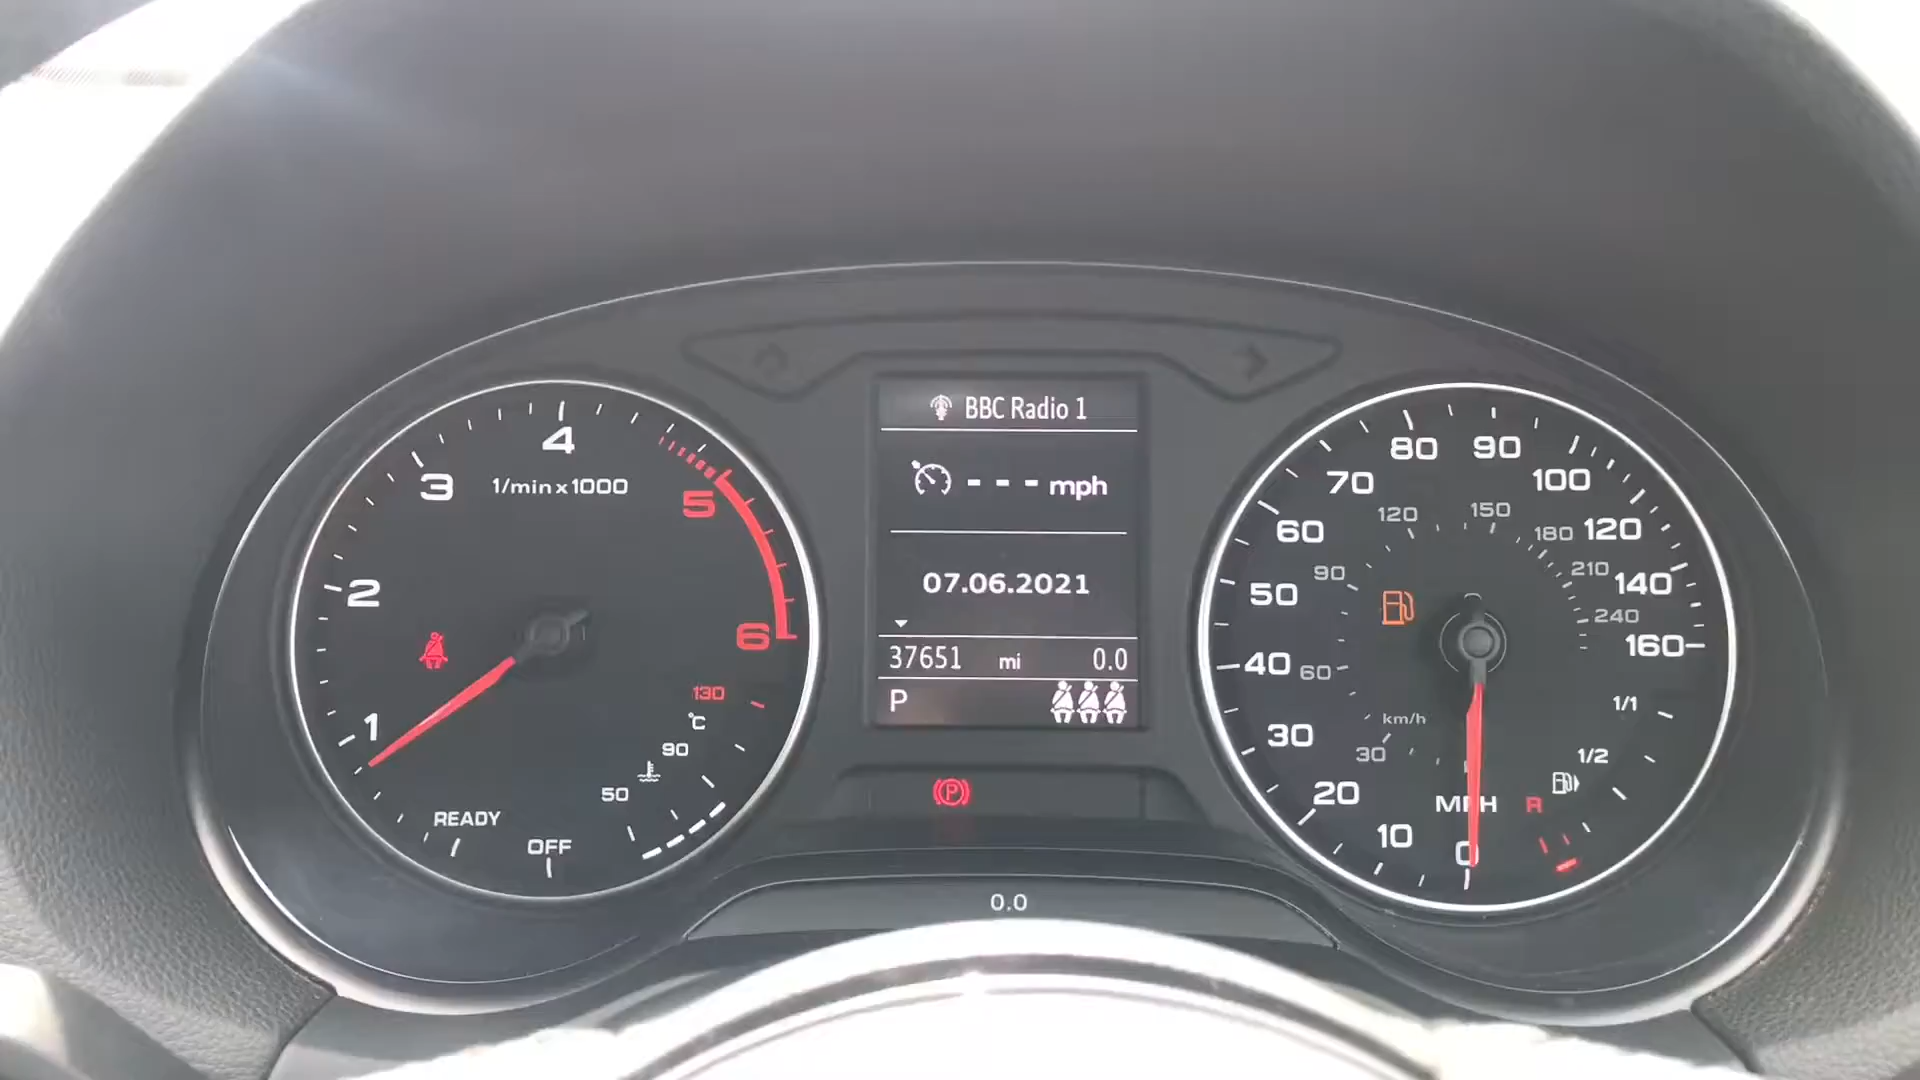 BBC Radio 1
--- mph
07.06.2021
37651 mi 0.0
P
1
2
3
4
5
6
1/min x 1000
READY
OFF
50
90
130
°C
0
10
20
30
40
50
60
70
80
90
100
120
140
160
MPH
30
60
90
120
150
180
210
240
km/h
R
1/2
1/1
P
0.0